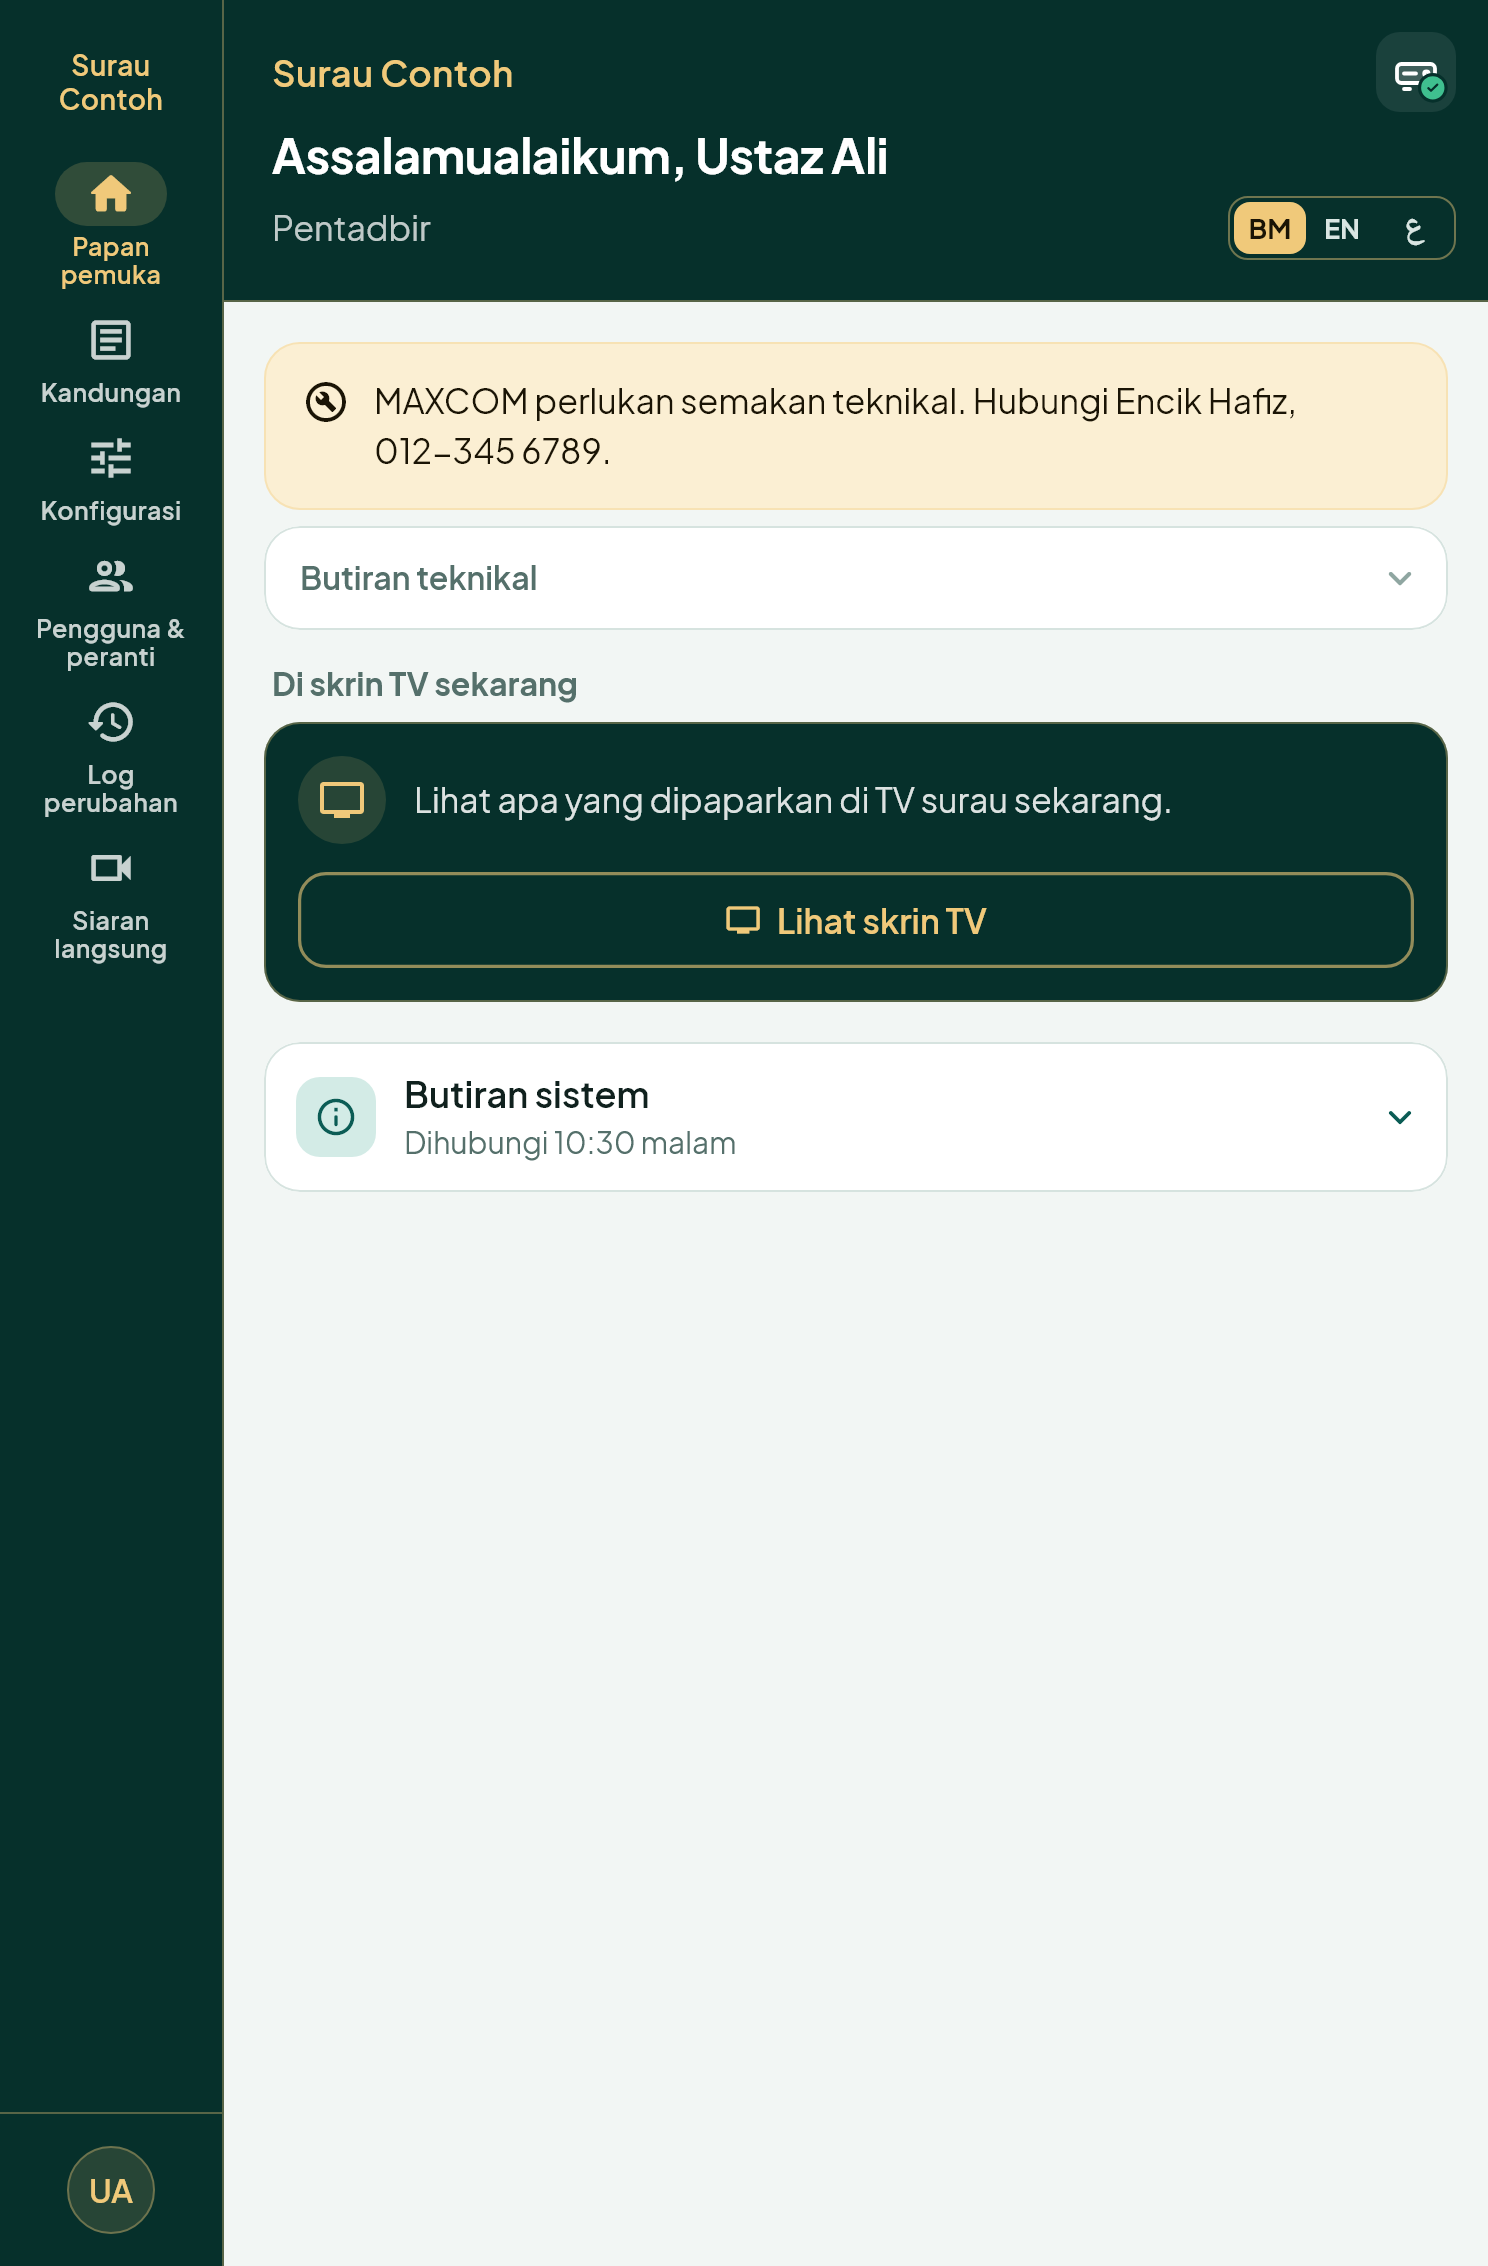 Surau
Contoh
Papan
pemuka
Kandungan
Konfigurasi
Pengguna &
peranti
Log
perubahan
Siaran
langsung
UA
Surau Contoh
Assalamualaikum, Ustaz Ali
Pentadbir
BM EN ع
MAXCOM perlukan semakan teknikal. Hubungi Encik Hafiz,
012-345 6789.
Butiran teknikal
Di skrin TV sekarang
Lihat apa yang dipaparkan di TV surau sekarang.
Lihat skrin TV
Butiran sistem
Dihubungi 10:30 malam